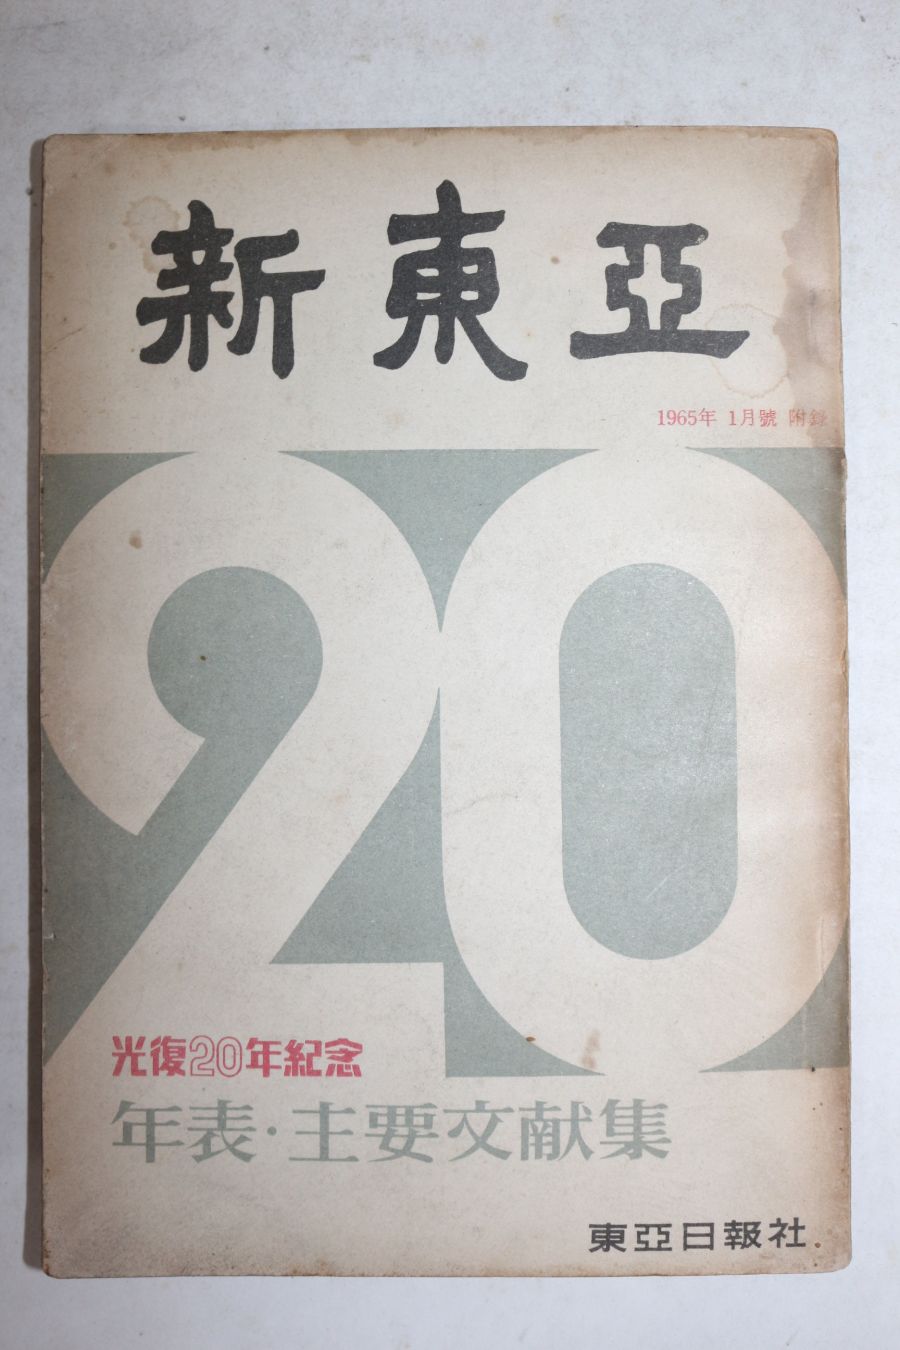 新東亞
1965年 1月號 附錄
20
光復20年紀念
年表·主要文献集
東亞日報社